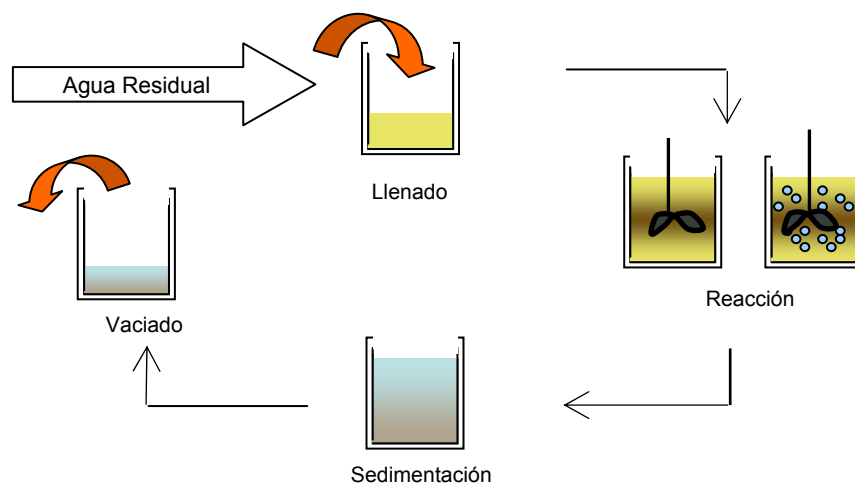 Agua Residual
Llenado
Reacción
Vaciado
Sedimentación